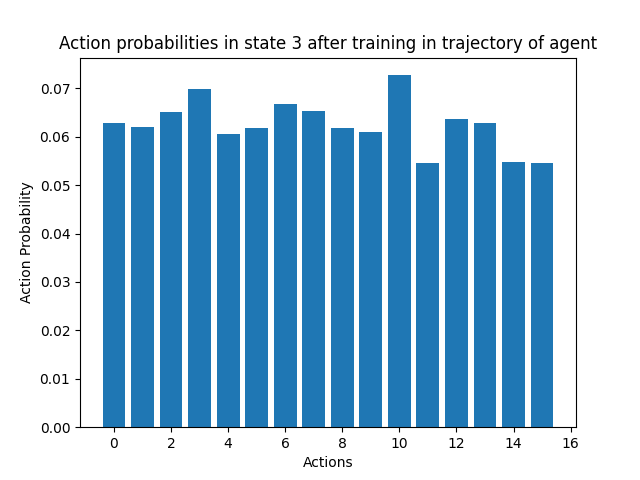 Action probabilities in state 3 after training in trajectory of agent
0.07
0.06
0.05
0.04
0.03
0.02
0.01
0.00
Action Probability
0 2 4 6 8 10 12 14 16
Actions